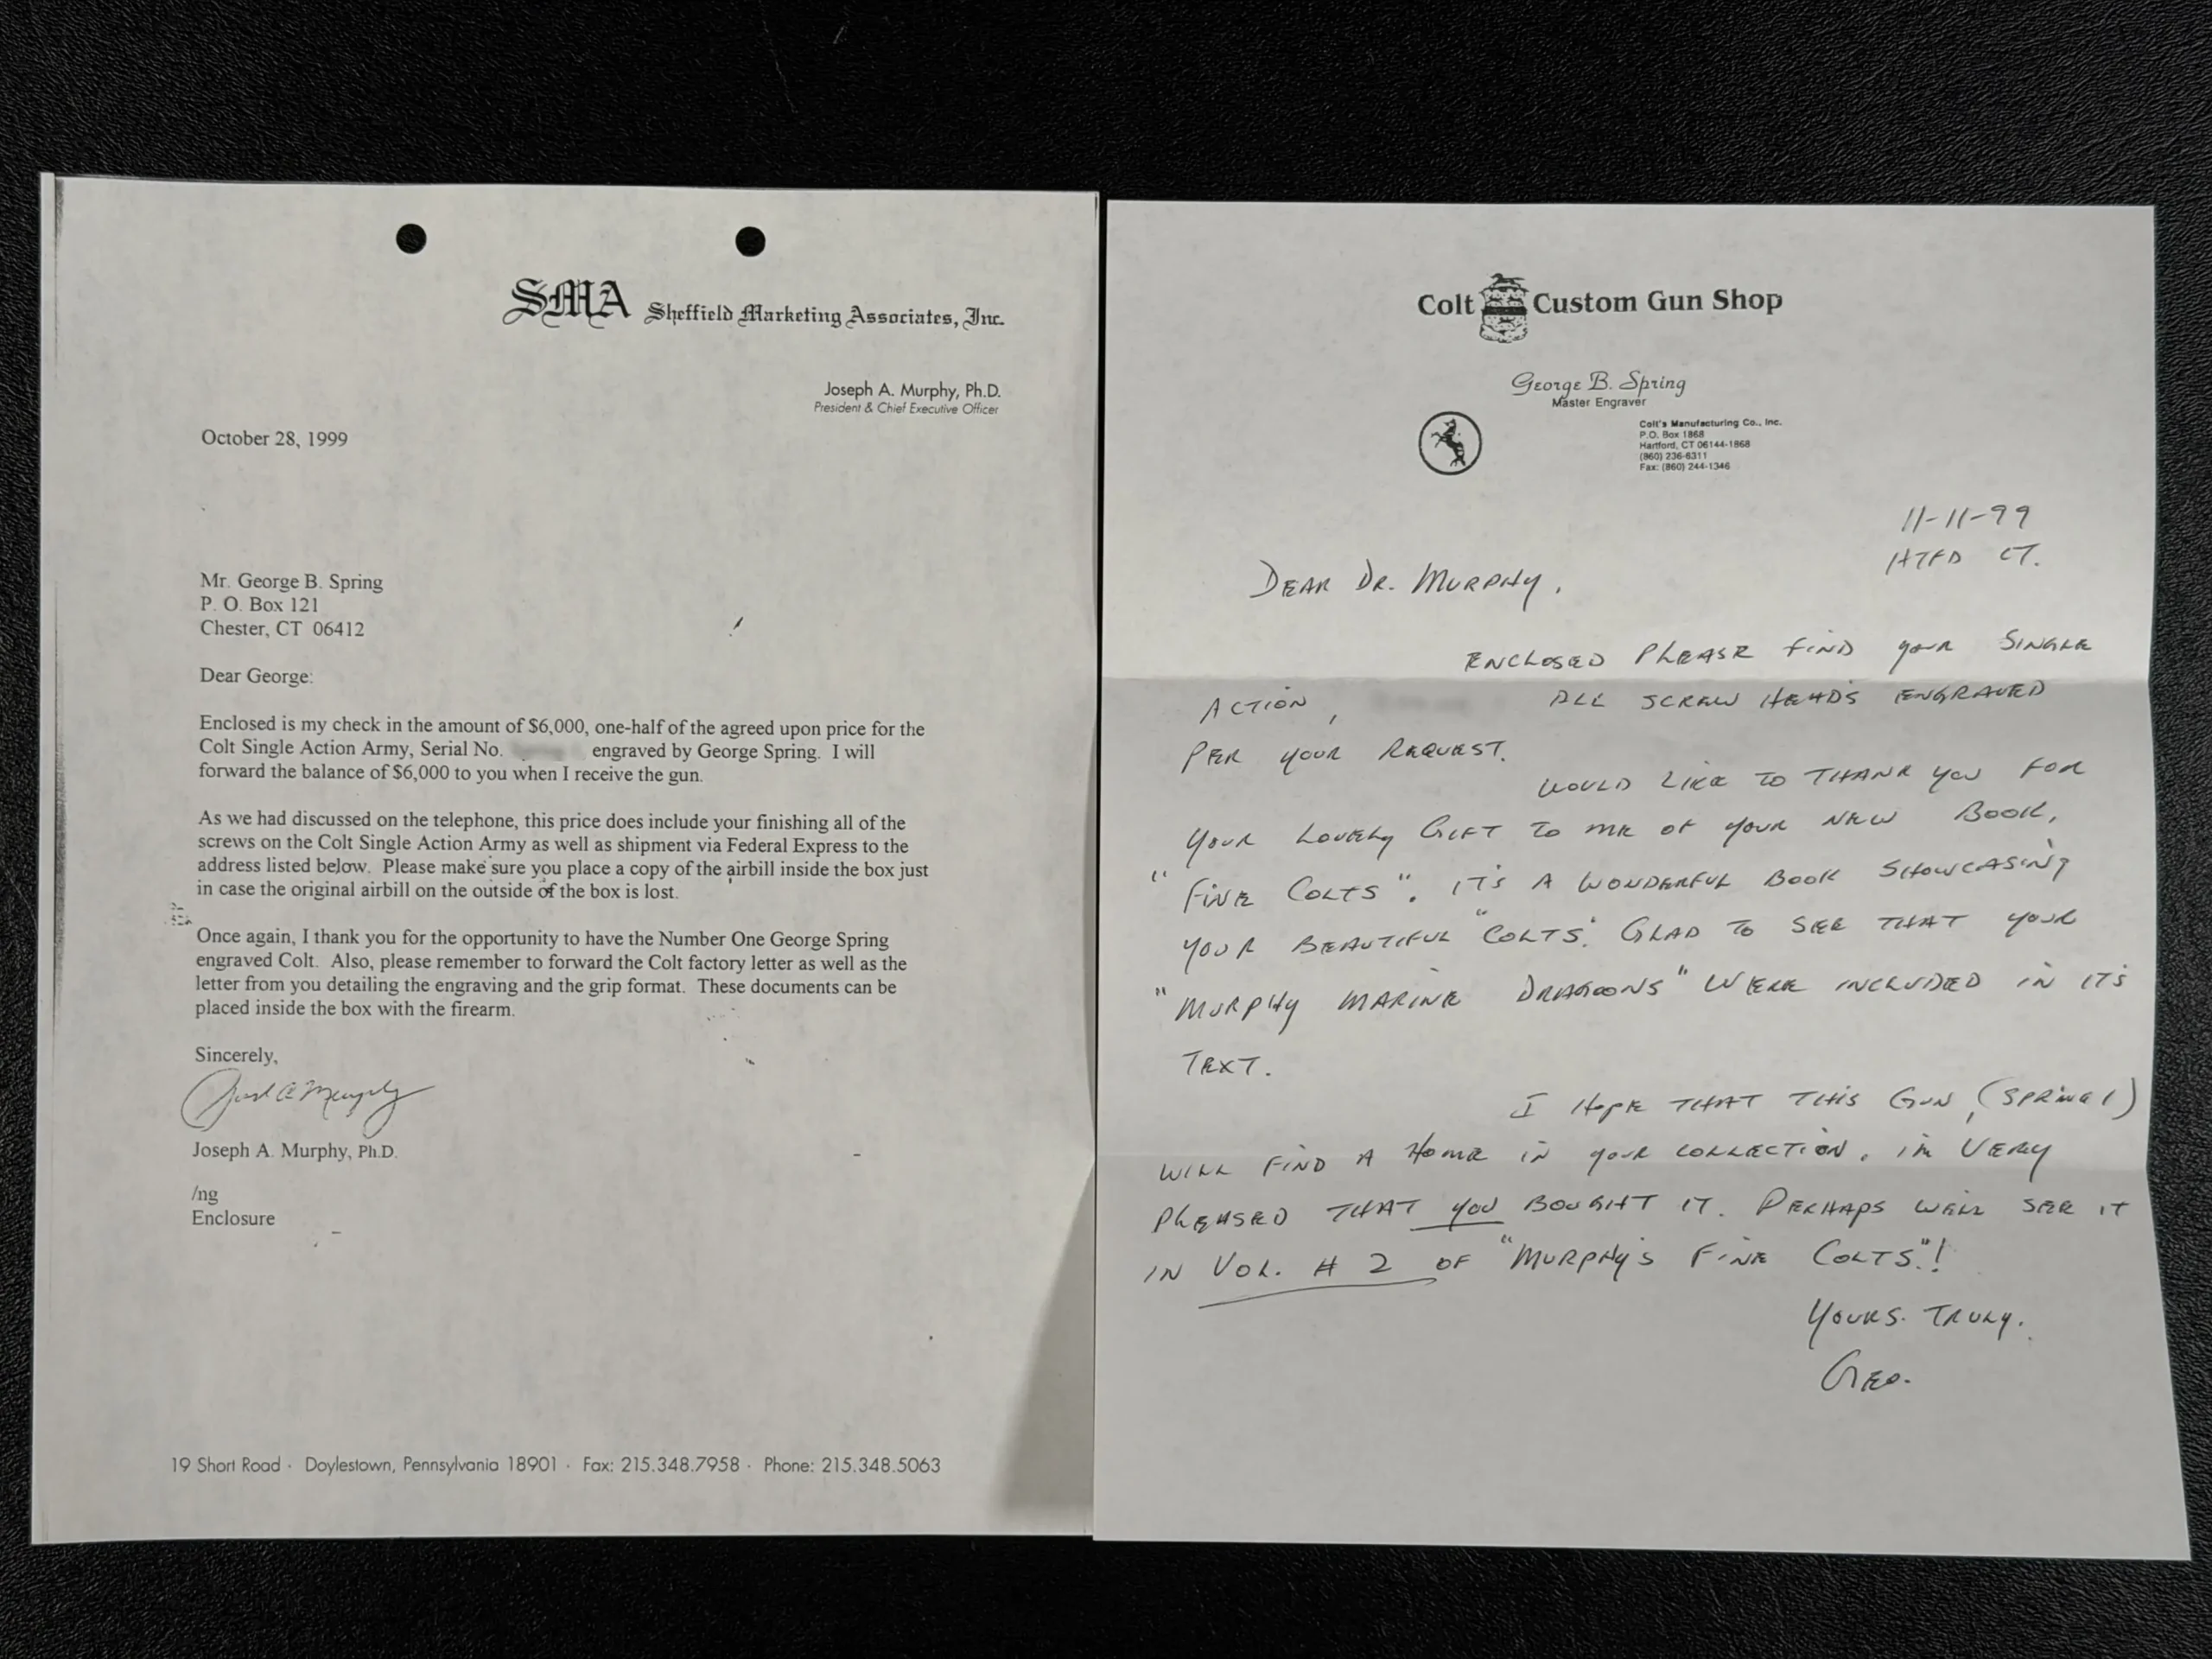 SMA Sheffield Marketing Associates, Inc.
Joseph A. Murphy, Ph.D.
President & Chief Executive Officer
October 28, 1999
Mr. George B. Spring
P. O. Box 121
Chester, CT 06412
Dear George:
Enclosed is my check in the amount of $6,000, one-half of the agreed upon price for the
Colt Single Action Army, Serial No. engraved by George Spring. I will
forward the balance of $6,000 to you when I receive the gun.
As we had discussed on the telephone, this price does include your finishing all of the
screws on the Colt Single Action Army as well as shipment via Federal Express to the
address listed below. Please make sure you place a copy of the airbill inside the box just
in case the original airbill on the outside of the box is lost.
Once again, I thank you for the opportunity to have the Number One George Spring
engraved Colt. Also, please remember to forward the Colt factory letter as well as the
letter from you detailing the engraving and the grip format. These documents can be
placed inside the box with the firearm.
Sincerely,
Joseph A. Murphy
Joseph A. Murphy, Ph.D.
/ng
Enclosure
19 Short Road · Doylestown, Pennsylvania 18901 · Fax: 215.348.7958 · Phone: 215.348.5063
Colt Custom Gun Shop
George B. Spring
Master Engraver
Colt's Manufacturing Co., Inc.
P.O. Box 1868
Hartford, CT 06144-1868
(860) 236-6311
Fax: (860) 244-1346
11-11-99
HTFD CT.
DEAR DR. MURPHY,
ENCLOSED PLEASE FIND YOUR SINGLE
ACTION, ALL SCREW HEADS ENGRAVED
PER YOUR REQUEST.
WOULD LIKE TO THANK YOU FOR
YOUR LOVELY GIFT TO ME OF YOUR NEW BOOK,
"FINE COLTS". IT'S A WONDERFUL BOOK SHOWCASING
YOUR BEAUTIFUL "COLTS". GLAD TO SEE THAT YOUR
"MURPHY MARINE DRAGOONS" WERE INCLUDED IN IT'S
TEXT.
I HOPE THAT THIS GUN, (SPRING 1)
WILL FIND A HOME IN YOUR COLLECTION. I'M VERY
PLEASED THAT YOU BOUGHT IT. PERHAPS WE'LL SEE IT
IN VOL. # 2 OF "MURPHY'S FINE COLTS"!
YOURS TRULY.
GEO.